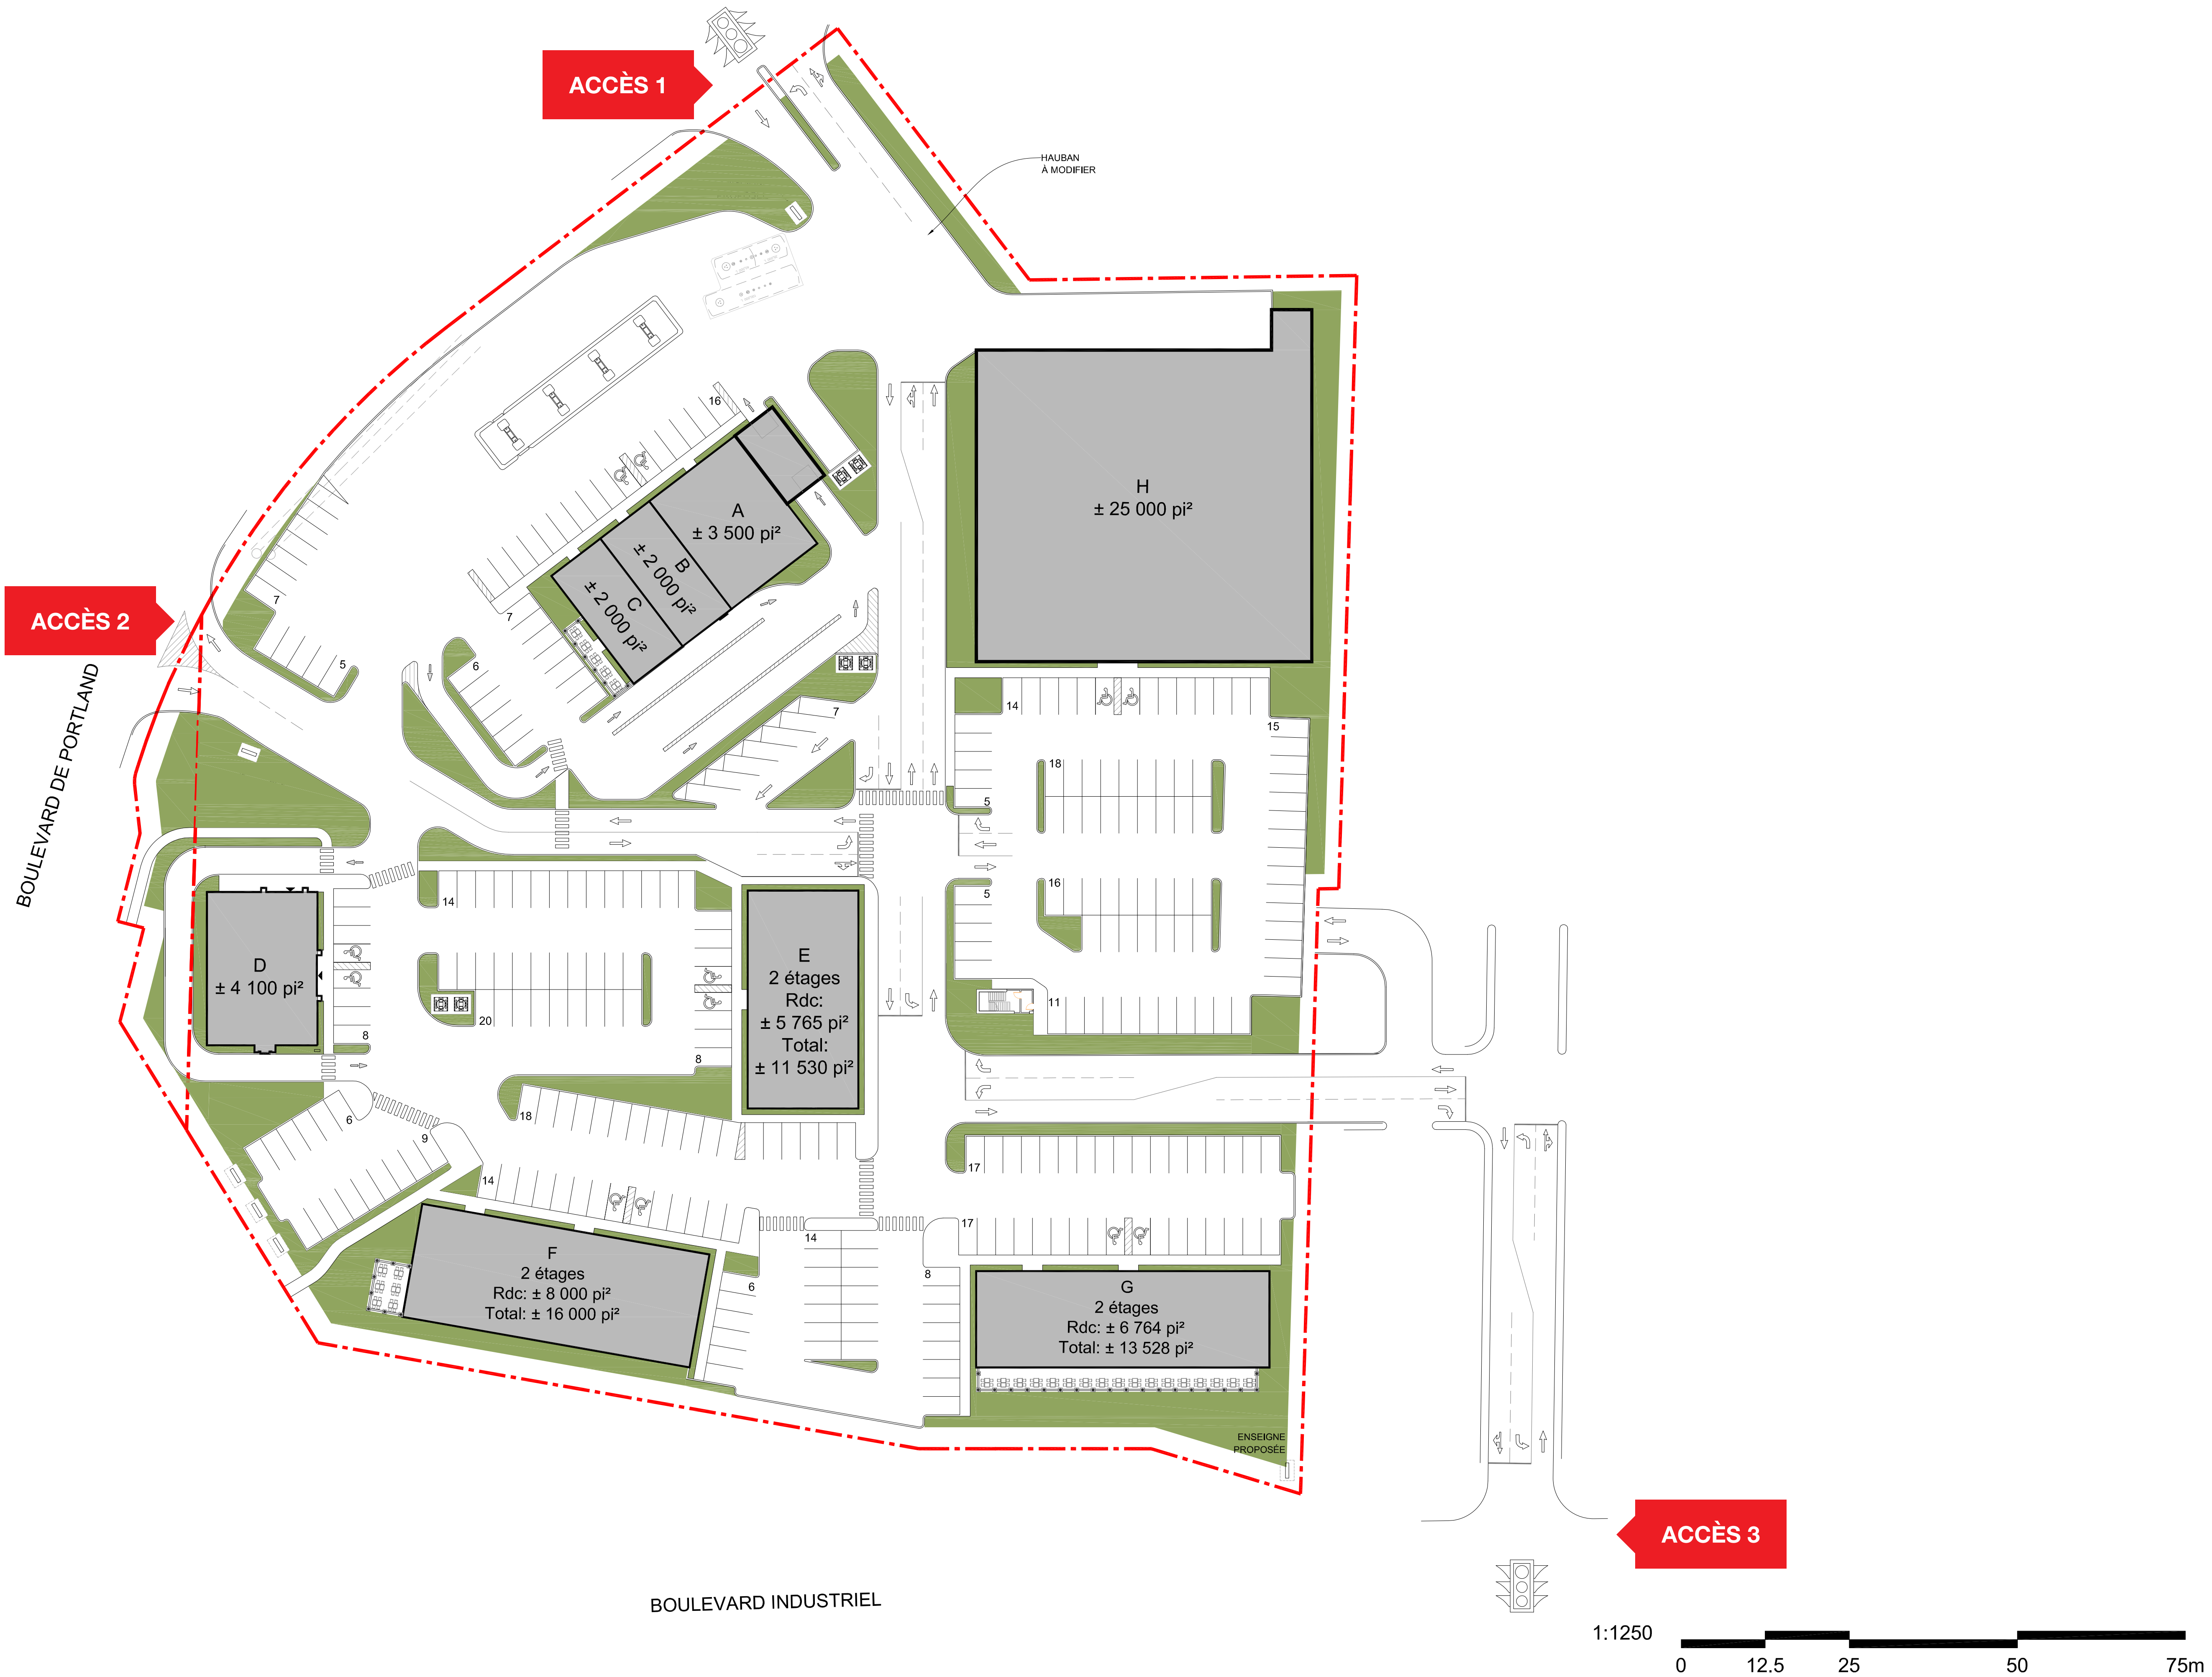 ACCÈS 1
HAUBAN
À MODIFIER
16
A
± 3 500 pi²
B
± 2 000 pi²
C
± 2 000 pi²
H
± 25 000 pi²
ACCÈS 2
BOULEVARD DE PORTLAND
7
5
7
6
7
14
15
18
5
16
5
11
D
± 4 100 pi²
8
14
20
8
E
2 étages
Rdc:
± 5 765 pi²
Total:
± 11 530 pi²
18
6
9
14
17
17
14
F
2 étages
Rdc: ± 8 000 pi²
Total: ± 16 000 pi²
6
8
G
2 étages
Rdc: ± 6 764 pi²
Total: ± 13 528 pi²
ENSEIGNE
PROPOSÉE
ACCÈS 3
BOULEVARD INDUSTRIEL
1:1250
0 12.5 25 50 75m